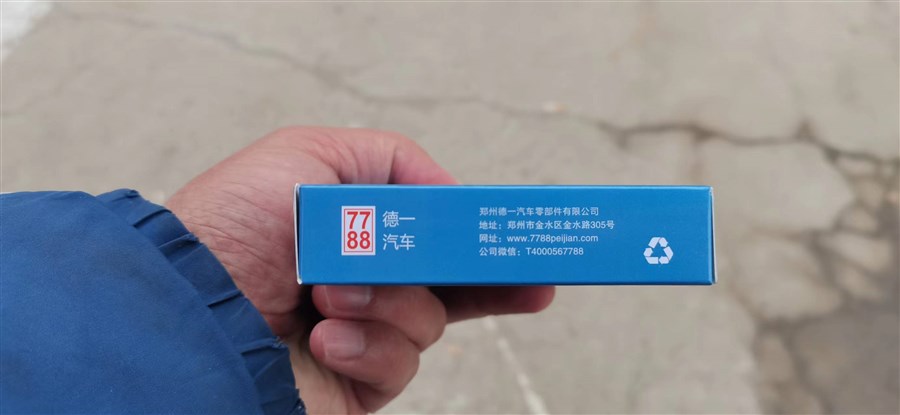 77
88
德一
汽车
郑州德一汽车零部件有限公司
地址：郑州市金水区金水路305号
网址：www.7788peijian.com
公司微信：T4000567788